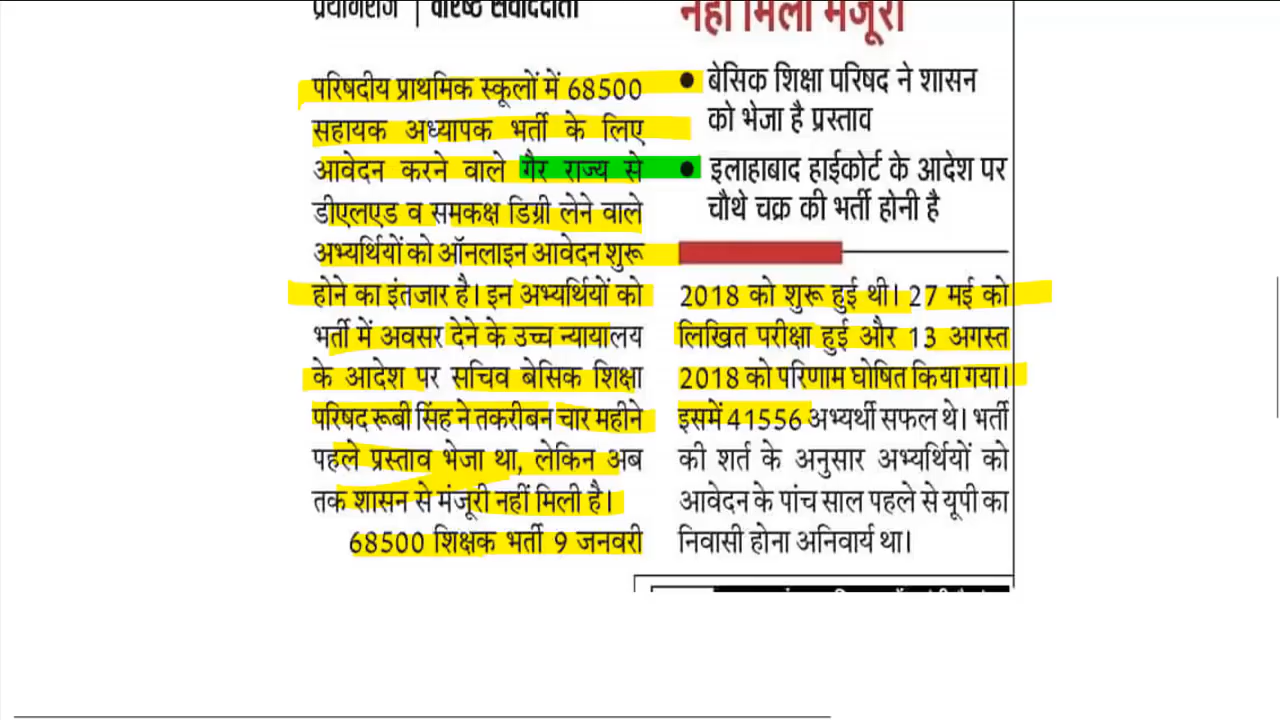 प्रयागराज | वरिष्ठ संवाददाता
परिषदीय प्राथमिक स्कूलों में 68500
सहायक अध्यापक भर्ती के लिए
आवेदन करने वाले गैर राज्य से
डीएलएड व समकक्ष डिग्री लेने वाले
अभ्यर्थियों को ऑनलाइन आवेदन शुरू
होने का इंतजार है। इन अभ्यर्थियों को
भर्ती में अवसर देने के उच्च न्यायालय
के आदेश पर सचिव बेसिक शिक्षा
परिषद रूबी सिंह ने तकरीबन चार महीने
पहले प्रस्ताव भेजा था, लेकिन अब
तक शासन से मंजूरी नहीं मिली है।
68500 शिक्षक भर्ती 9 जनवरी
नहीं मिली मंजूरी
● बेसिक शिक्षा परिषद ने शासन
को भेजा है प्रस्ताव
● इलाहाबाद हाईकोर्ट के आदेश पर
चौथे चक्र की भर्ती होनी है
2018 को शुरू हुई थी। 27 मई को
लिखित परीक्षा हुई और 13 अगस्त
2018 को परिणाम घोषित किया गया।
इसमें 41556 अभ्यर्थी सफल थे। भर्ती
की शर्त के अनुसार अभ्यर्थियों को
आवेदन के पांच साल पहले से यूपी का
निवासी होना अनिवार्य था।